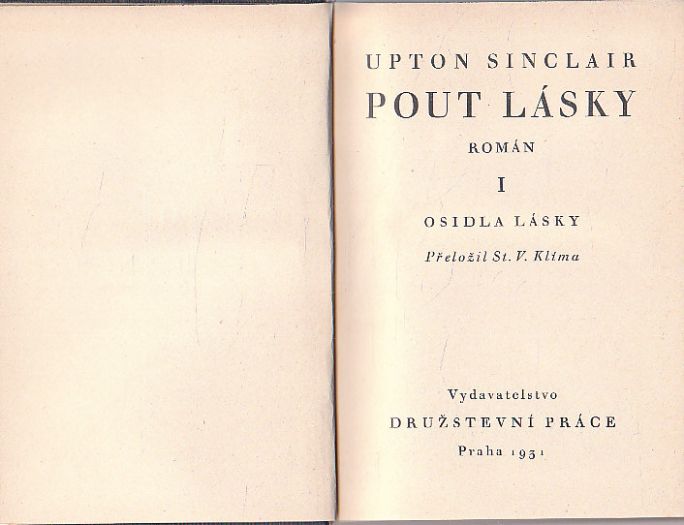 UPTON SINCLAIR
POUT LÁSKY
ROMÁN
I
OSIDLA LÁSKY
Přeložil St. V. Klíma
Vydavatelstvo
DRUŽSTEVNÍ PRÁCE
Praha 1931